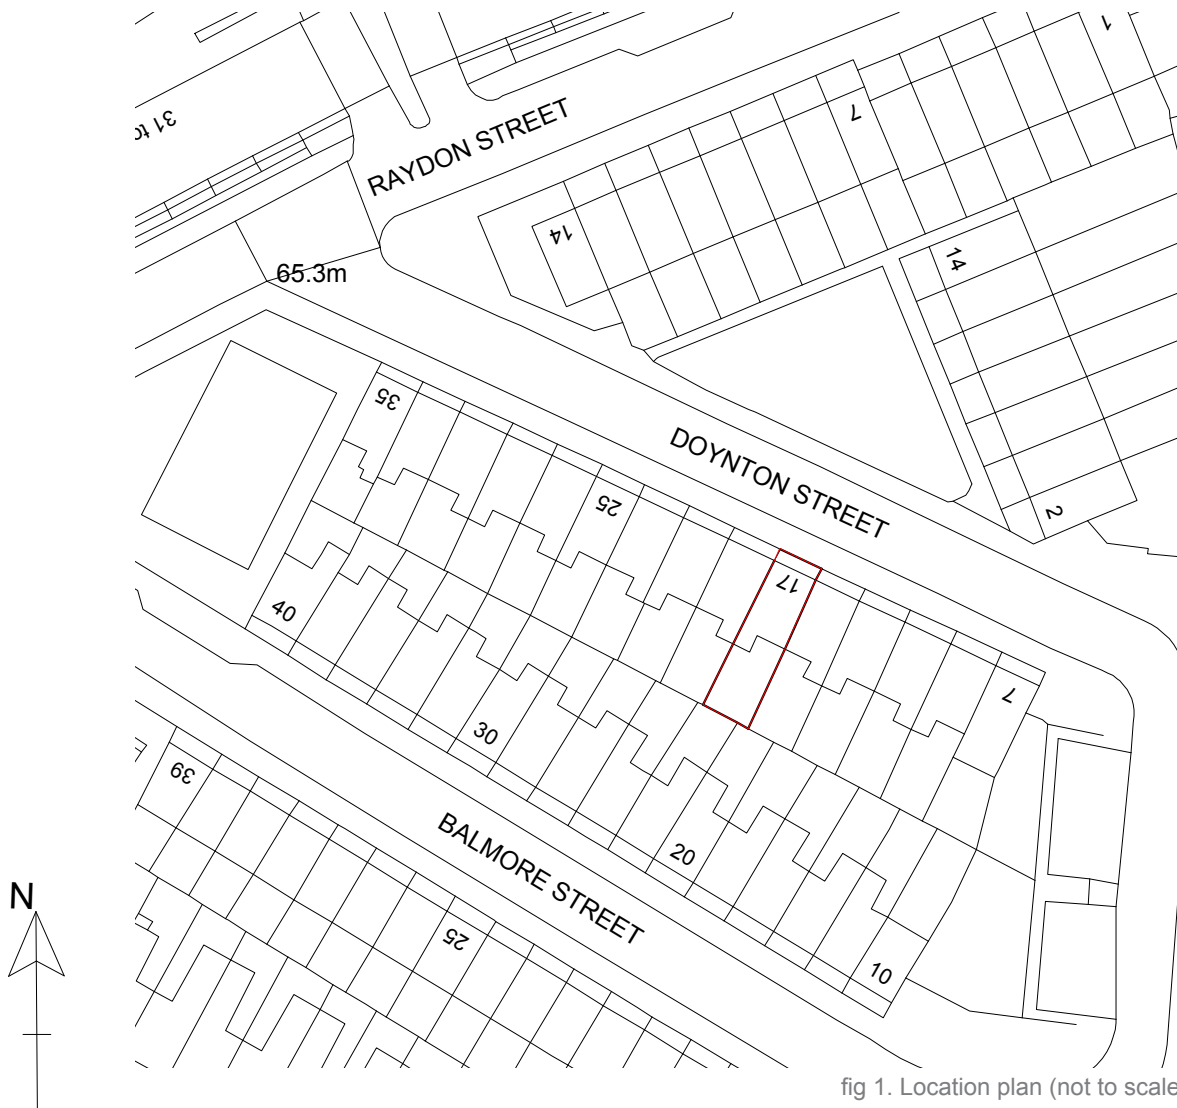 1
31 to
RAYDON STREET
7
14
14
65.3m
35
DOYNTON STREET
25
2
17
40
7
30
39
BALMORE STREET
20
N
25
10
fig 1. Location plan (not to scale